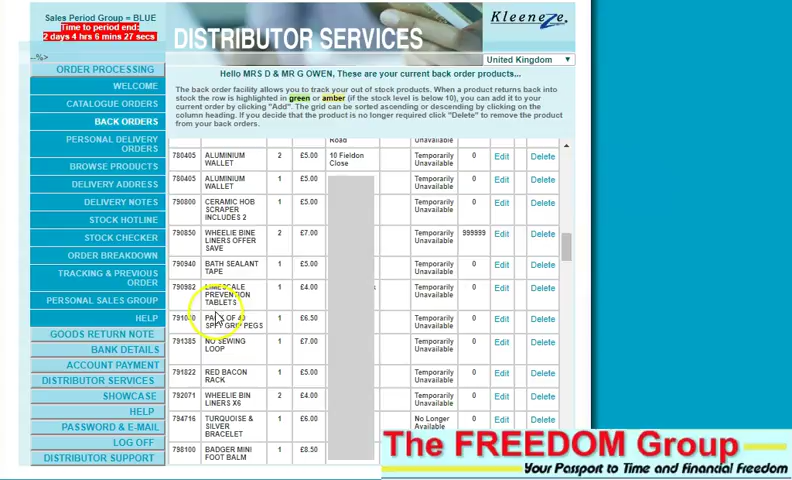 Sales Period Group = BLUE
Time to period end:
2 days 4 hrs 6 mins 27 secs
--%>
Kleeneze
DISTRIBUTOR SERVICES
United Kingdom
ORDER PROCESSING
WELCOME
CATALOGUE ORDERS
BACK ORDERS
PERSONAL DELIVERY
ORDERS
BROWSE PRODUCTS
DELIVERY ADDRESS
DELIVERY NOTES
STOCK HOTLINE
STOCK CHECKER
ORDER BREAKDOWN
TRACKING & PREVIOUS
ORDER
PERSONAL SALES GROUP
HELP
GOODS RETURN NOTE
BANK DETAILS
ACCOUNT PAYMENT
DISTRIBUTOR SERVICES
SHOWCASE
HELP
PASSWORD & E-MAIL
LOG OFF
DISTRIBUTOR SUPPORT
Hello MRS D & MR G OWEN, These are your current back order products...
The back order facility allows you to track your out of stock products. When a product returns back into
stock the row is highlighted in green or amber (if the stock level is below 10), you can add it to your
current order by clicking "Add". The grid can be sorted ascending or descending by clicking on the
column heading. If you decide that the product is no longer required click "Delete" to remove the product
from your back orders.
Road Unavailable
780405 ALUMINIUM WALLET 2 £5.00 10 Fieldon Close Temporarily Unavailable 0 Edit Delete
780405 ALUMINIUM WALLET 1 £5.00 Temporarily Unavailable 0 Edit Delete
790800 CERAMIC HOB SCRAPER INCLUDES 2 1 £5.00 Temporarily Unavailable 0 Edit Delete
790850 WHEELIE BINE LINERS OFFER SAVE 2 £7.00 Temporarily Unavailable 999999 Edit Delete
790940 BATH SEALANT TAPE 1 £5.00 Temporarily Unavailable 0 Edit Delete
790982 LIMESCALE PREVENTION TABLETS 1 £4.00 Temporarily Unavailable 0 Edit Delete
PACK OF 40 GRIP PEGS 1 £6.50 Temporarily Unavailable 0 Edit Delete
791385 NO SEWING LOOP 1 £7.00 Temporarily Unavailable 0 Edit Delete
791822 RED BACON RACK 1 £5.00 Temporarily Unavailable 0 Edit Delete
792071 WHEELIE BIN LINERS X6 2 £4.00 Temporarily Unavailable 0 Edit Delete
794716 TURQUOISE & SILVER BRACELET 1 £6.00 No Longer Available 0 Edit Delete
798100 BADGER MINI FOOT BALM 1 £8.50
The FREEDOM Group
Your Passport to Time and Financial Freedom